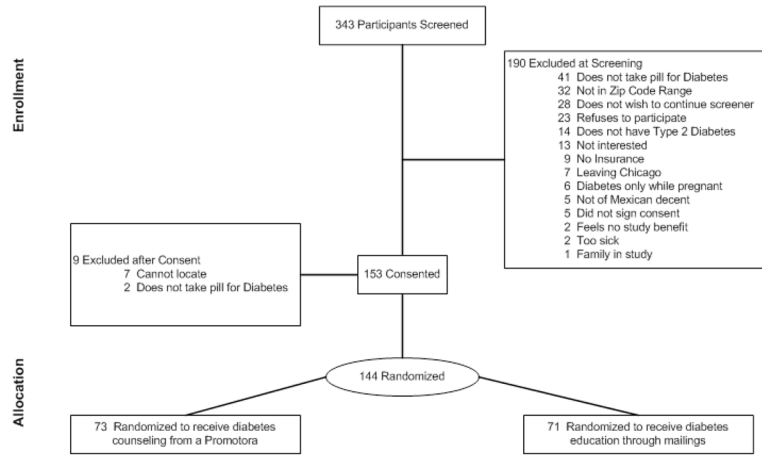 Enrollment
343 Participants Screened
190 Excluded at Screening
41 Does not take pill for Diabetes
32 Not in Zip Code Range
28 Does not wish to continue screener
23 Refuses to participate
14 Does not have Type 2 Diabetes
13 Not interested
9 No Insurance
7 Leaving Chicago
6 Diabetes only while pregnant
5 Not of Mexican decent
5 Did not sign consent
2 Feels no study benefit
2 Too sick
1 Family in study
9 Excluded after Consent
7 Cannot locate
2 Does not take pill for Diabetes
153 Consented
Allocation
144 Randomized
73 Randomized to receive diabetes
counseling from a Promotora
71 Randomized to receive diabetes
education through mailings